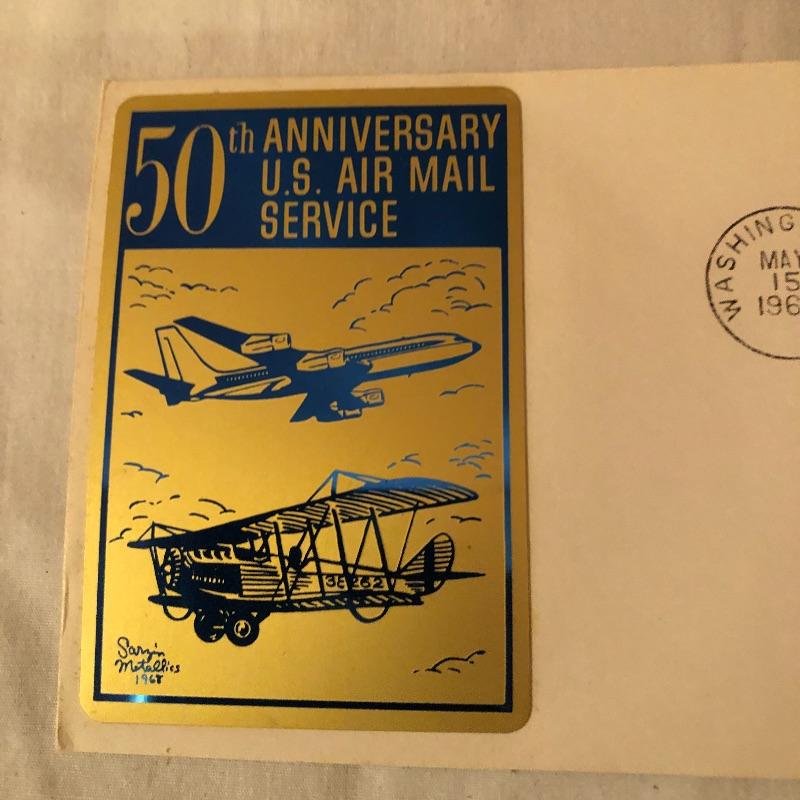 50th ANNIVERSARY
U.S. AIR MAIL
SERVICE
WASHING
MAY
15
196
38262
Sarzin
Metallics
1968